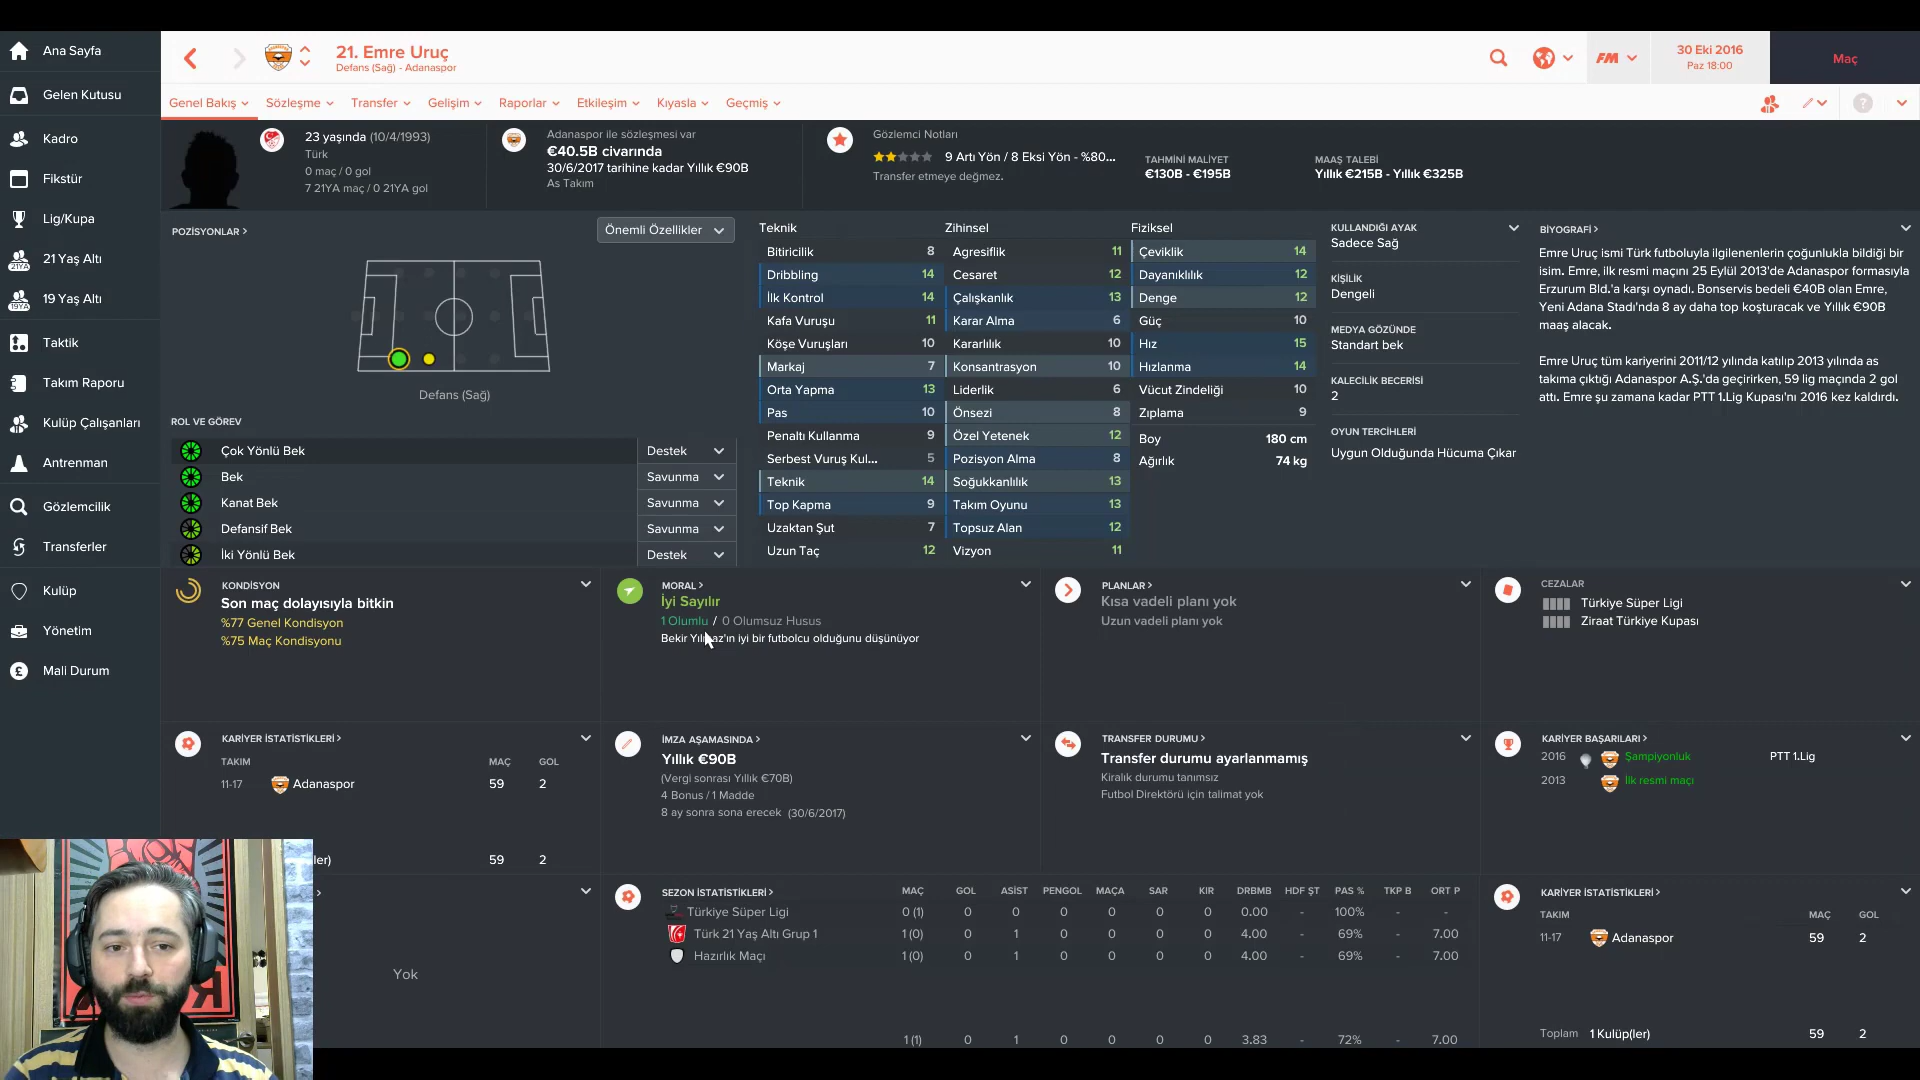 Ana Sayfa
Gelen Kutusu
Kadro
Fikstür
Lig/Kupa
21YA
21 Yaş Altı
19YA
19 Yaş Altı
Taktik
Takım Raporu
Kulüp Çalışanları
Antrenman
Gözlemcilik
Transferler
Kulüp
Yönetim
Mali Durum
21. Emre Uruç
Defans (Sağ) - Adanaspor
FM
30 Eki 2016
Paz 18:00
Maç
Genel Bakış
Sözleşme
Transfer
Gelişim
Raporlar
Etkileşim
Kıyasla
Geçmiş
?
23 yaşında (10/4/1993)
Türk
0 maç / 0 gol
7 21YA maç / 0 21YA gol
Adanaspor ile sözleşmesi var
€40.5B civarında
30/6/2017 tarihine kadar Yıllık €90B
As Takım
Gözlemci Notları
9 Artı Yön / 8 Eksi Yön - %80...
Transfer etmeye değmez.
TAHMİNİ MALİYET
€130B - €195B
MAAŞ TALEBİ
Yıllık €215B - Yıllık €325B
POZİSYONLAR >
Önemli Özellikler
Defans (Sağ)
ROL VE GÖREV
Çok Yönlü Bek Destek
Bek Savunma
Kanat Bek Savunma
Defansif Bek Savunma
İki Yönlü Bek Destek
Teknik
Bitiricilik 8
Dribbling 14
İlk Kontrol 14
Kafa Vuruşu 11
Köşe Vuruşları 10
Markaj 7
Orta Yapma 13
Pas 10
Penaltı Kullanma 9
Serbest Vuruş Kul... 5
Teknik 14
Top Kapma 9
Uzaktan Şut 7
Uzun Taç 12
Zihinsel
Agresiflik 11
Cesaret 12
Çalışkanlık 13
Karar Alma 6
Kararlılık 10
Konsantrasyon 10
Liderlik 6
Önsezi 8
Özel Yetenek 12
Pozisyon Alma 8
Soğukkanlılık 13
Takım Oyunu 13
Topsuz Alan 12
Vizyon 11
Fiziksel
Çeviklik 14
Dayanıklılık 12
Denge 12
Güç 10
Hız 15
Hızlanma 14
Vücut Zindeliği 10
Zıplama 9
Boy 180 cm
Ağırlık 74 kg
KULLANDIĞI AYAK
Sadece Sağ
KİŞİLİK
Dengeli
MEDYA GÖZÜNDE
Standart bek
KALECİLİK BECERİSİ
2
OYUN TERCİHLERİ
Uygun Olduğunda Hücuma Çıkar
BİYOGRAFİ >
Emre Uruç ismi Türk futboluyla ilgilenenlerin çoğunlukla bildiği bir
isim. Emre, ilk resmi maçını 25 Eylül 2013'de Adanaspor formasıyla
Erzurum Bld.'a karşı oynadı. Bonservis bedeli €40B olan Emre,
Yeni Adana Stadı'nda 8 ay daha top koşturacak ve Yıllık €90B
maaş alacak.
Emre Uruç tüm kariyerini 2011/12 yılında katılıp 2013 yılında as
takıma çıktığı Adanaspor A.Ş.'da geçirirken, 59 lig maçında 2 gol
attı. Emre şu zamana kadar PTT 1.Lig Kupası'nı 2016 kez kaldırdı.
KONDİSYON
Son maç dolayısıyla bitkin
%77 Genel Kondisyon
%75 Maç Kondisyonu
MORAL >
İyi Sayılır
1 Olumlu / 0 Olumsuz Husus
Bekir Yılmaz'ın iyi bir futbolcu olduğunu düşünüyor
PLANLAR >
Kısa vadeli planı yok
Uzun vadeli planı yok
CEZALAR
Türkiye Süper Ligi
Ziraat Türkiye Kupası
KARİYER İSTATİSTİKLERİ >
TAKIM MAÇ GOL
11-17 Adanaspor 59 2
ler) 59 2
İMZA AŞAMASINDA >
Yıllık €90B
(Vergi sonrası Yıllık €70B)
4 Bonus / 1 Madde
8 ay sonra sona erecek (30/6/2017)
TRANSFER DURUMU >
Transfer durumu ayarlanmamış
Kiralık durumu tanımsız
Futbol Direktörü için talimat yok
KARİYER BAŞARILARI >
2016 Şampiyonluk PTT 1.Lig
2013 İlk resmi maçı
>
Yok
SEZON İSTATİSTİKLERİ > MAÇ GOL ASİST PENGOL MAÇA SAR KIR DRBMB HDF ŞT PAS % TKP B ORT P
Türkiye Süper Ligi 0 (1) 0 0 0 0 0 0 0.00 - 100% - -
Türk 21 Yaş Altı Grup 1 1 (0) 0 1 0 0 0 0 4.00 - 69% - 7.00
Hazırlık Maçı 1 (0) 0 1 0 0 0 0 4.00 - 69% - 7.00
1 (1) 0 1 0 0 0 0 3.83 - 72% - 7.00
KARİYER İSTATİSTİKLERİ >
TAKIM MAÇ GOL
11-17 Adanaspor 59 2
Toplam 1 Kulüp(ler) 59 2